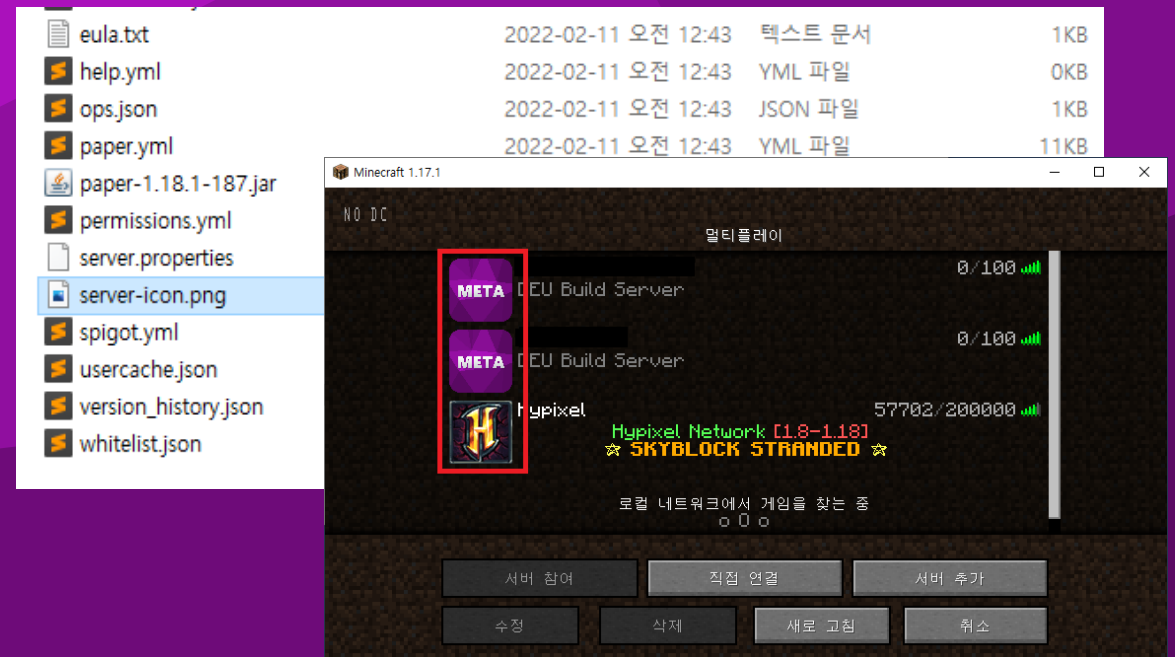 eula.txt 2022-02-11 오전 12:43 텍스트 문서 1KB
help.yml 2022-02-11 오전 12:43 YML 파일 0KB
ops.json 2022-02-11 오전 12:43 JSON 파일 1KB
paper.yml 2022-02-11 오전 12:43 YML 파일 11KB
paper-1.18.1-187.jar
permissions.yml
server.properties
server-icon.png
spigot.yml
usercache.json
version_history.json
whitelist.json
Minecraft 1.17.1
NO DC
멀티플레이
META
0/100
DEU Build Server
META
0/100
DEU Build Server
hypixel 57702/200000
Hypixel Network [1.8-1.18]
☆ SKYBLOCK STRANDED ☆
로컬 네트워크에서 게임을 찾는 중
o O o
서버 참여 직접 연결 서버 추가
수정 삭제 새로 고침 취소